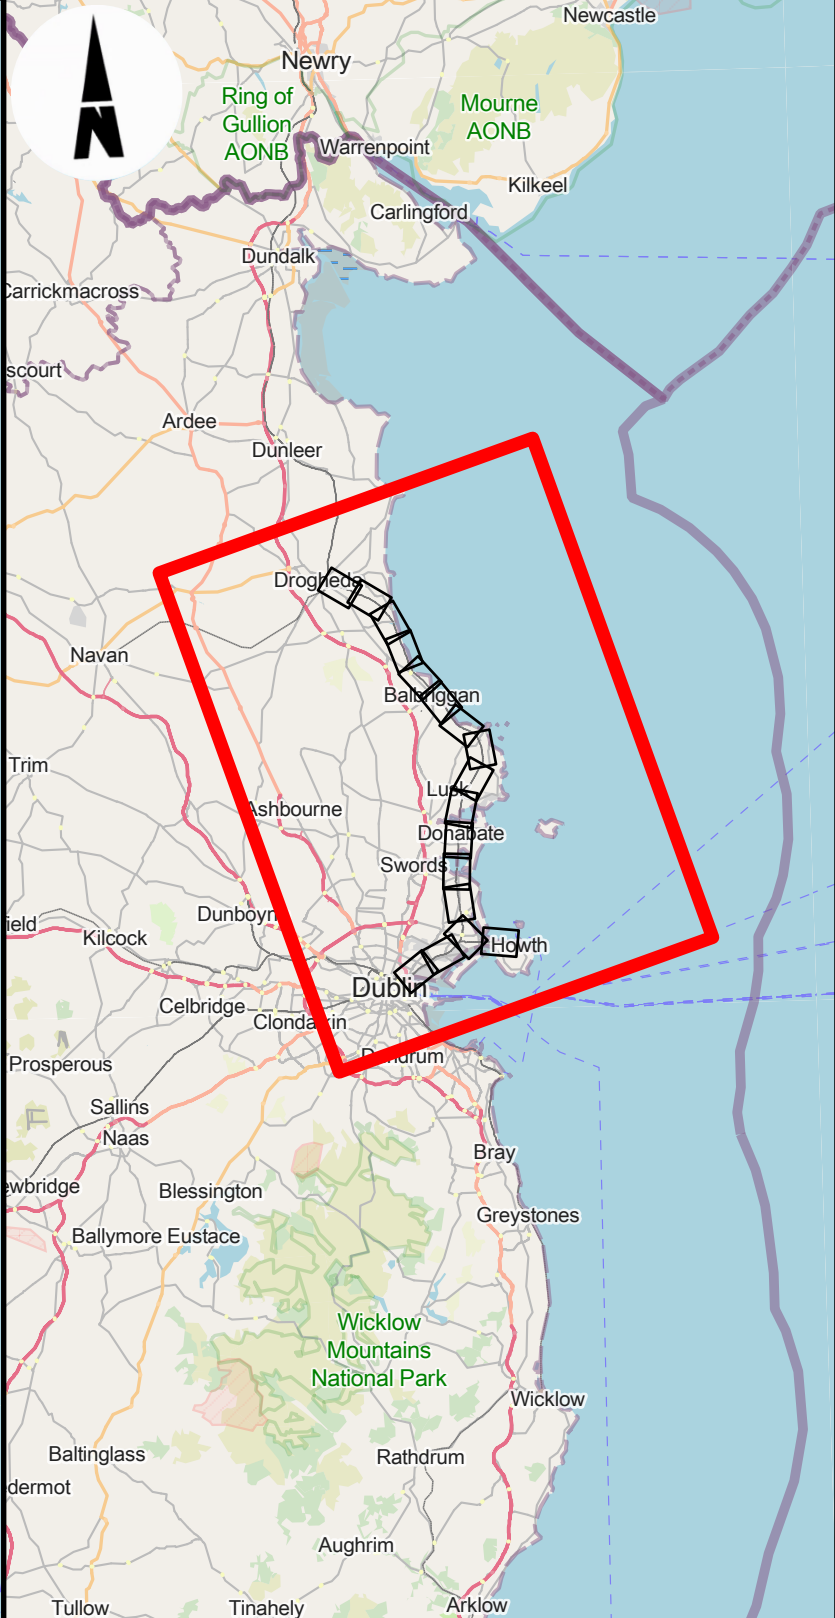 Newcastle
Newry
Ring of
Gullion
AONB
Mourne
AONB
Warrenpoint
Kilkeel
Carlingford
N
Dundalk
Carrickmacross
scourt
Ardee
Dunleer
Drogheda
Navan
Balbriggan
Trim
Lusk
Ashbourne
Donabate
Swords
Dunboyn
ield
Kilcock
Howth
Dublin
Celbridge
Clondalkin
Dundrum
Prosperous
Sallins
Naas
Bray
ewbridge
Blessington
Greystones
Ballymore Eustace
Wicklow
Mountains
National Park
Wicklow
Baltinglass
Rathdrum
dermot
Aughrim
Tullow
Tinahely
Arklow